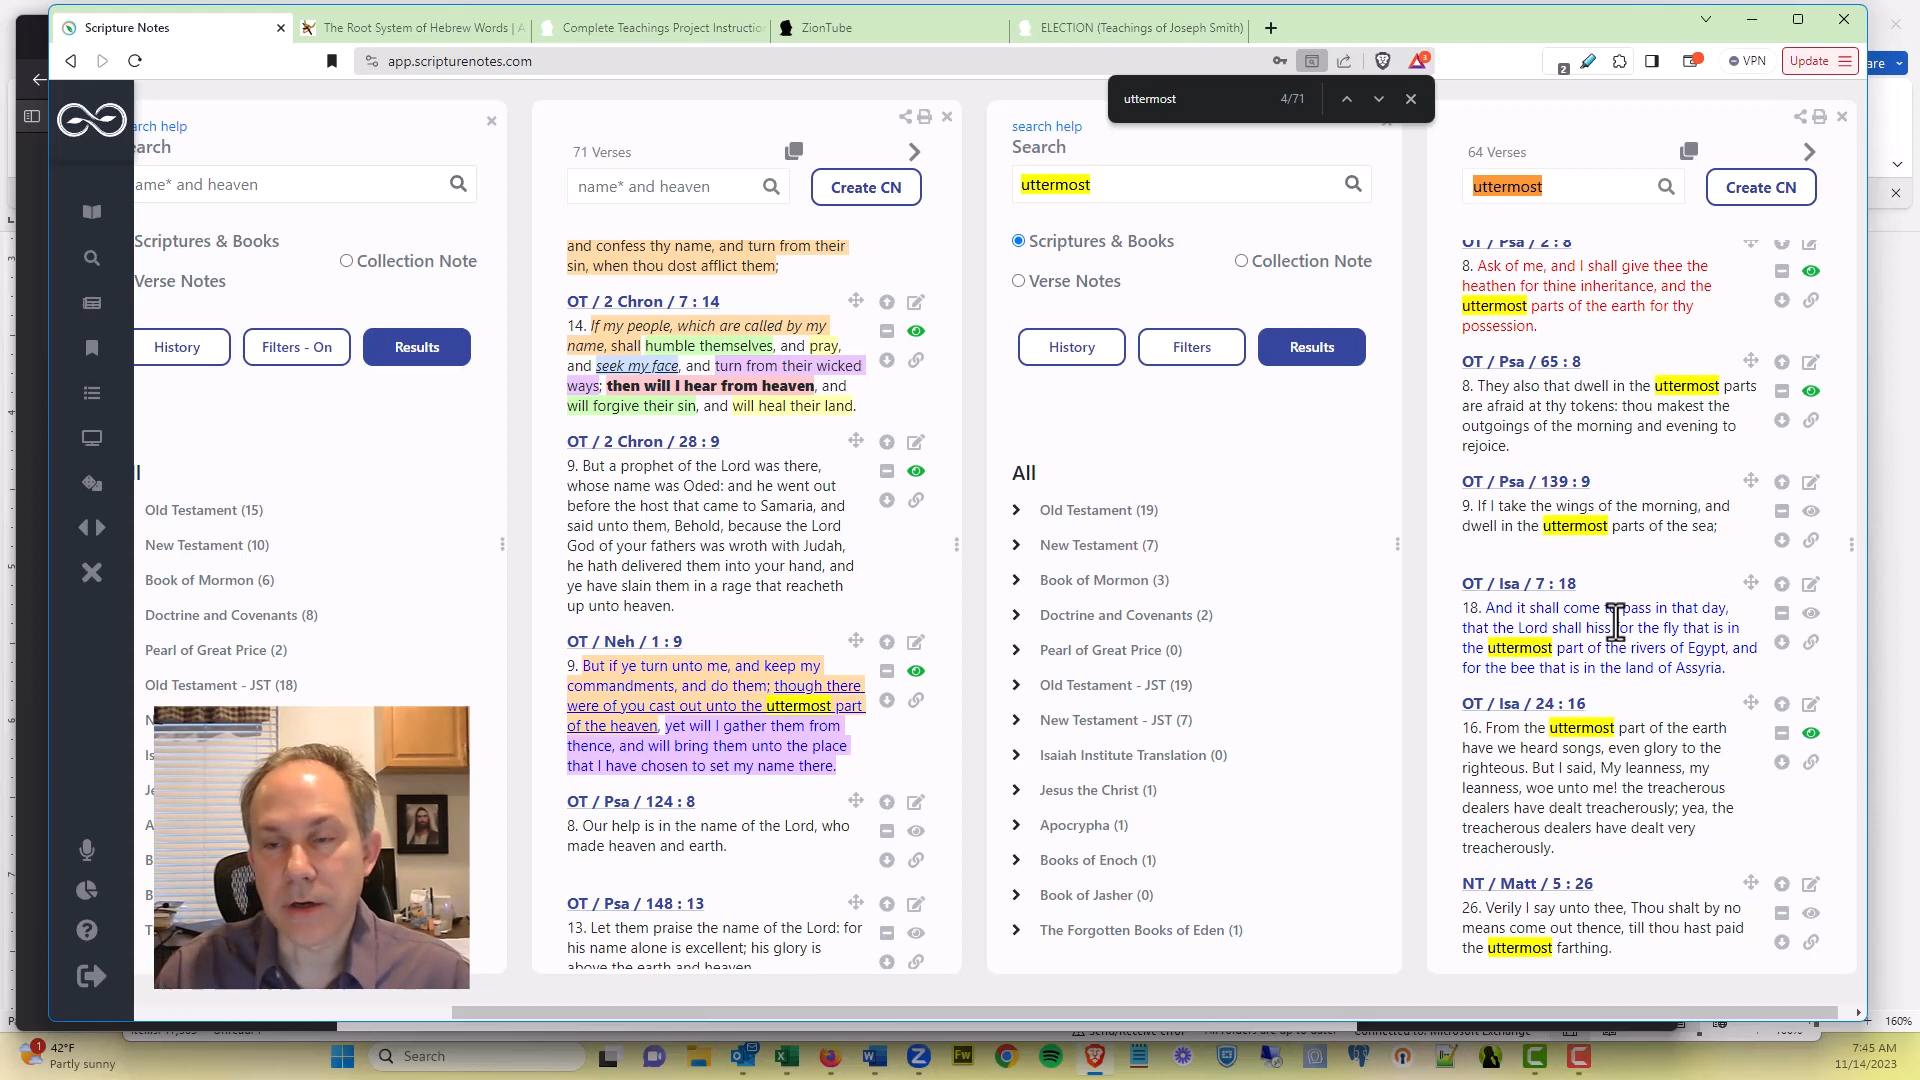 Scripture Notes
The Root System of Hebrew Words | A
Complete Teachings Project Instructio
ZionTube
ELECTION (Teachings of Joseph Smith)
app.scripturenotes.com
2
3
VPN
Update
uttermost
4/71
arch help
earch
ame* and heaven
Scriptures & Books
Collection Note
Verse Notes
History
Filters - On
Results
Old Testament (15)
New Testament (10)
Book of Mormon (6)
Doctrine and Covenants (8)
Pearl of Great Price (2)
Old Testament - JST (18)
71 Verses
name* and heaven
Create CN
and confess thy name, and turn from their
sin, when thou dost afflict them;
OT / 2 Chron / 7 : 14
14. If my people, which are called by my
name, shall humble themselves, and pray,
and seek my face, and turn from their wicked
ways; then will I hear from heaven, and
will forgive their sin, and will heal their land.
OT / 2 Chron / 28 : 9
9. But a prophet of the Lord was there,
whose name was Oded: and he went out
before the host that came to Samaria, and
said unto them, Behold, because the Lord
God of your fathers was wroth with Judah,
he hath delivered them into your hand, and
ye have slain them in a rage that reacheth
up unto heaven.
OT / Neh / 1 : 9
9. But if ye turn unto me, and keep my
commandments, and do them; though there
were of you cast out unto the uttermost part
of the heaven, yet will I gather them from
thence, and will bring them unto the place
that I have chosen to set my name there.
OT / Psa / 124 : 8
8. Our help is in the name of the Lord, who
made heaven and earth.
OT / Psa / 148 : 13
13. Let them praise the name of the Lord: for
his name alone is excellent; his glory is
above the earth and heaven.
search help
Search
uttermost
Scriptures & Books
Collection Note
Verse Notes
History
Filters
Results
All
Old Testament (19)
New Testament (7)
Book of Mormon (3)
Doctrine and Covenants (2)
Pearl of Great Price (0)
Old Testament - JST (19)
New Testament - JST (7)
Isaiah Institute Translation (0)
Jesus the Christ (1)
Apocrypha (1)
Books of Enoch (1)
Book of Jasher (0)
The Forgotten Books of Eden (1)
64 Verses
uttermost
Create CN
OT / Psa / 2 : 8
8. Ask of me, and I shall give thee the
heathen for thine inheritance, and the
uttermost parts of the earth for thy
possession.
OT / Psa / 65 : 8
8. They also that dwell in the uttermost parts
are afraid at thy tokens: thou makest the
outgoings of the morning and evening to
rejoice.
OT / Psa / 139 : 9
9. If I take the wings of the morning, and
dwell in the uttermost parts of the sea;
OT / Isa / 7 : 18
18. And it shall come to pass in that day,
that the Lord shall hiss for the fly that is in
the uttermost part of the rivers of Egypt, and
for the bee that is in the land of Assyria.
OT / Isa / 24 : 16
16. From the uttermost part of the earth
have we heard songs, even glory to the
righteous. But I said, My leanness, my
leanness, woe unto me! the treacherous
dealers have dealt treacherously; yea, the
treacherous dealers have dealt very
treacherously.
NT / Matt / 5 : 26
26. Verily I say unto thee, Thou shalt by no
means come out thence, till thou hast paid
the uttermost farthing.
160%
1
42°F
Partly sunny
Search
7:45 AM
11/14/2023